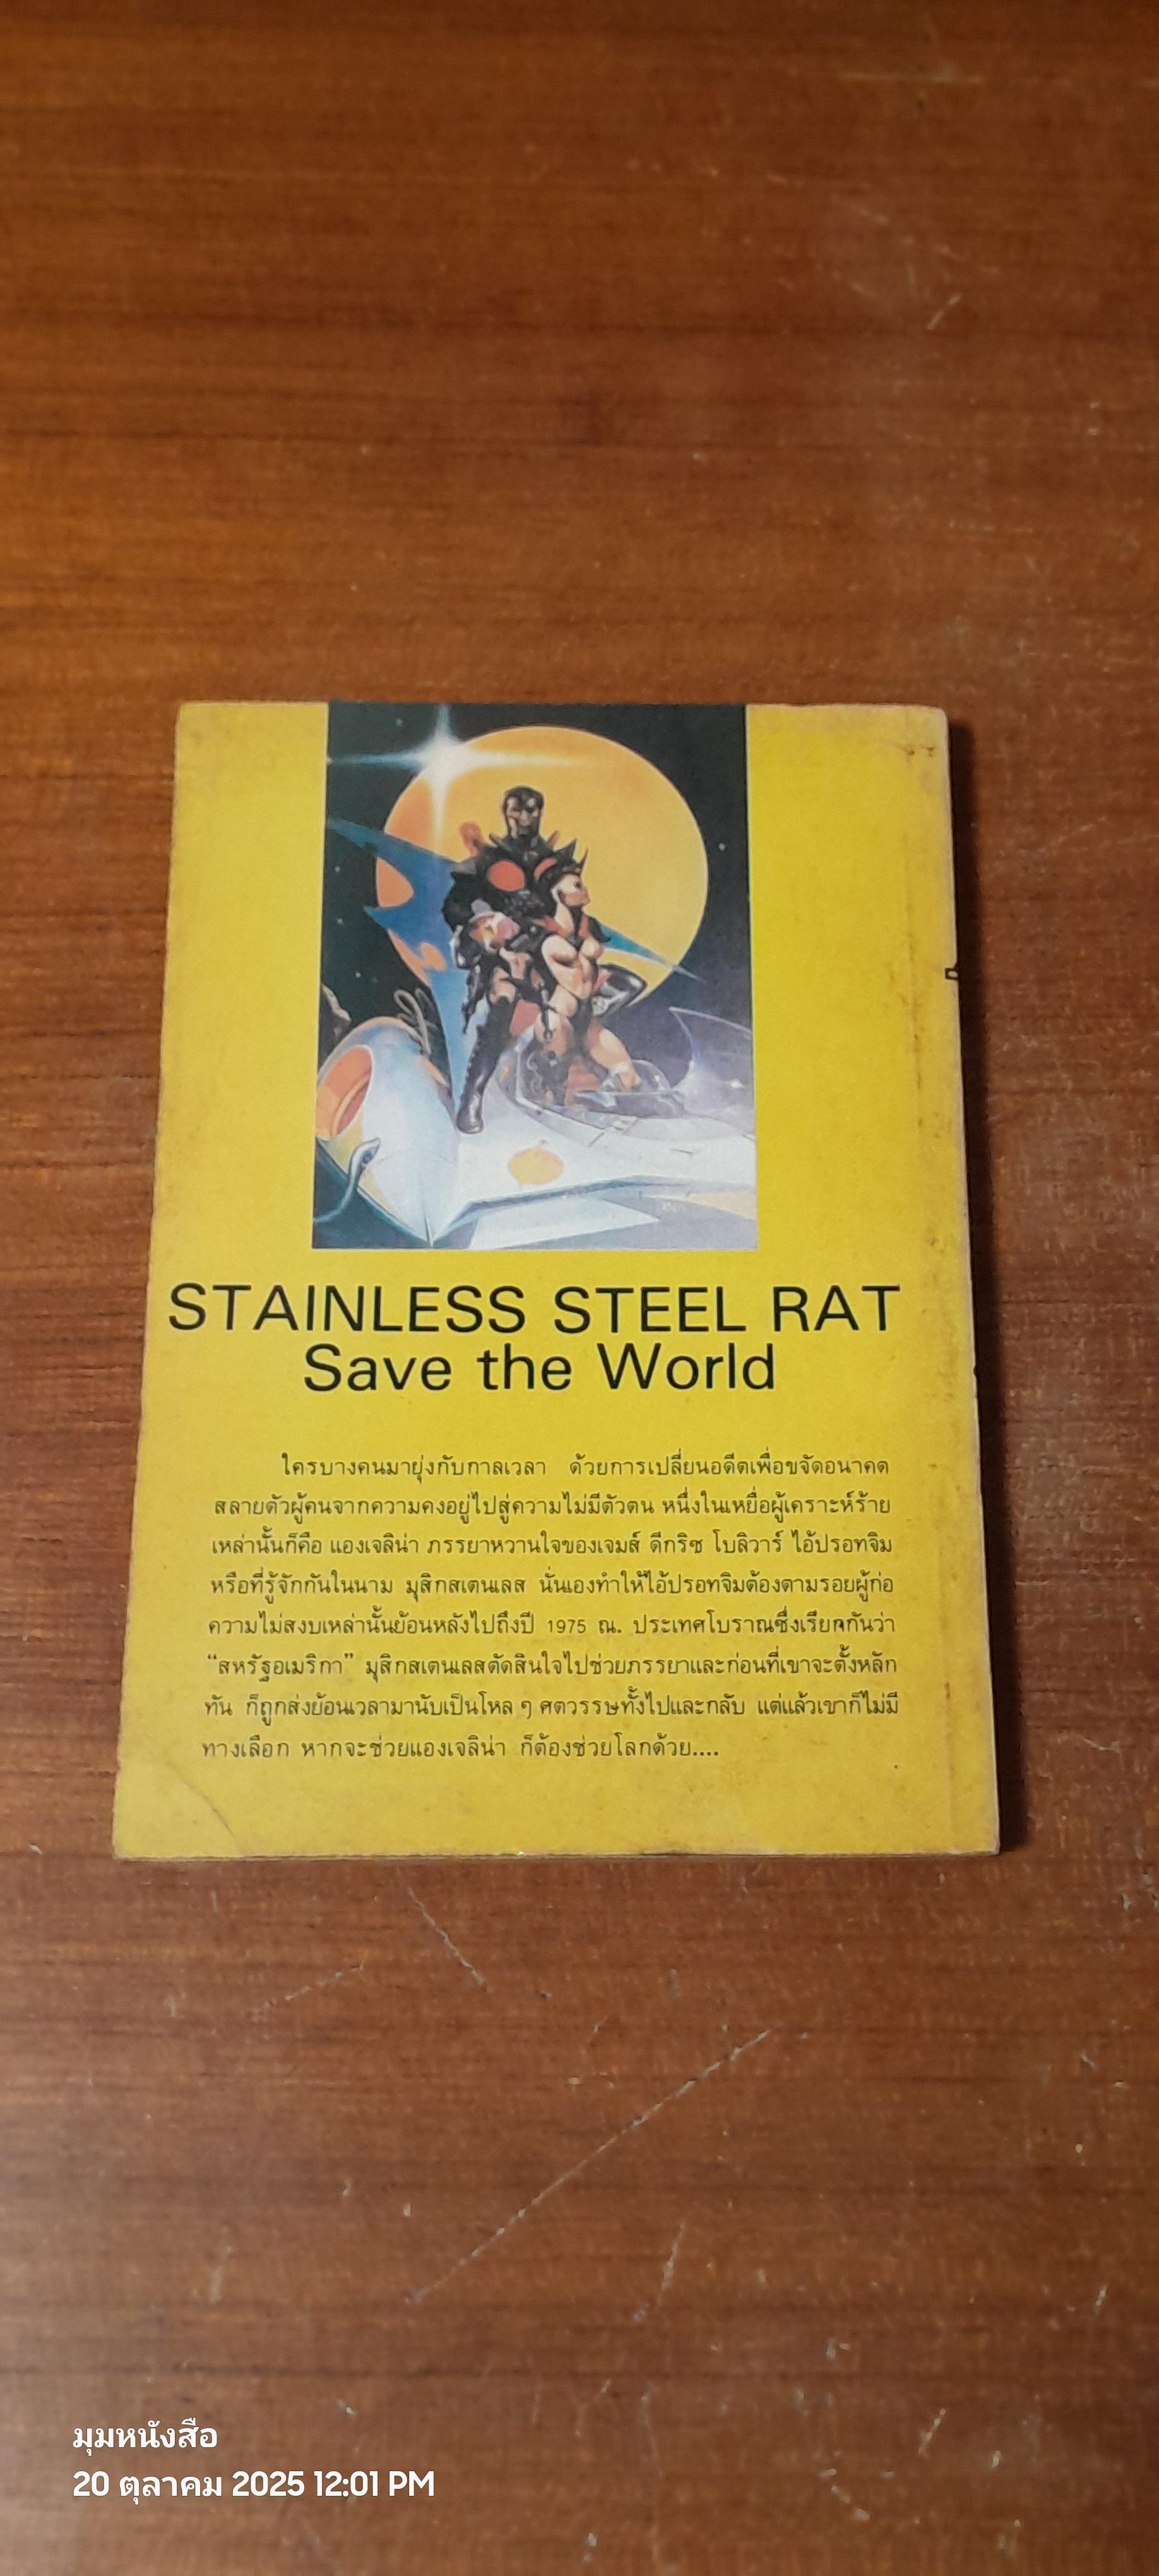 STAINLESS STEEL RAT
Save the World
ใครบางคนมายุ่งกับกาลเวลา ด้วยการเปลี่ยนอดีตเพื่อขจัดอนาคต
สลายตัวผู้คนจากความคงอยู่ไปสู่ความไม่มีตัวตน หนึ่งในเหยื่อผู้เคราะห์ร้าย
เหล่านั้นก็คือ แองเจลิน่า ภรรยาหวานใจของเจมส์ ดีกริซ โบลิวาร์ ไอ้ปรอทจิม
หรือที่รู้จักกันในนาม มุสิกสเตนเลส นั่นเองทำให้ไอ้ปรอทจิมต้องตามรอยผู้ก่อ
ความไม่สงบเหล่านั้นย้อนหลังไปถึงปี 1975 ณ. ประเทศโบราณซึ่งเรียกกันว่า
“สหรัฐอเมริกา” มุสิกสเตนเลสตัดสินใจไปช่วยภรรยาและก่อนที่เขาจะตั้งหลัก
ทัน ก็ถูกส่งย้อนเวลามานับเป็นโหล ๆ ศตวรรษทั้งไปและกลับ แต่แล้วเขาก็ไม่มี
ทางเลือก หากจะช่วยแองเจลิน่า ก็ต้องช่วยโลกด้วย....
มุมหนังสือ
20 ตุลาคม 2025 12:01 PM